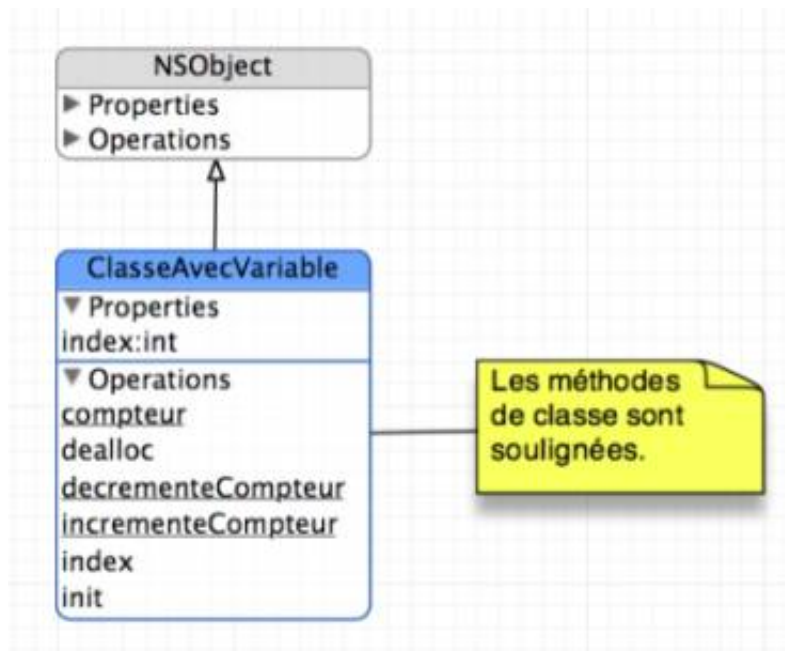 NSObject
Properties
Operations
ClasseAvecVariable
Properties
index:int
Operations
compteur
dealloc
decrementeCompteur
incrementeCompteur
index
init
Les méthodes
de classe sont
soulignées.